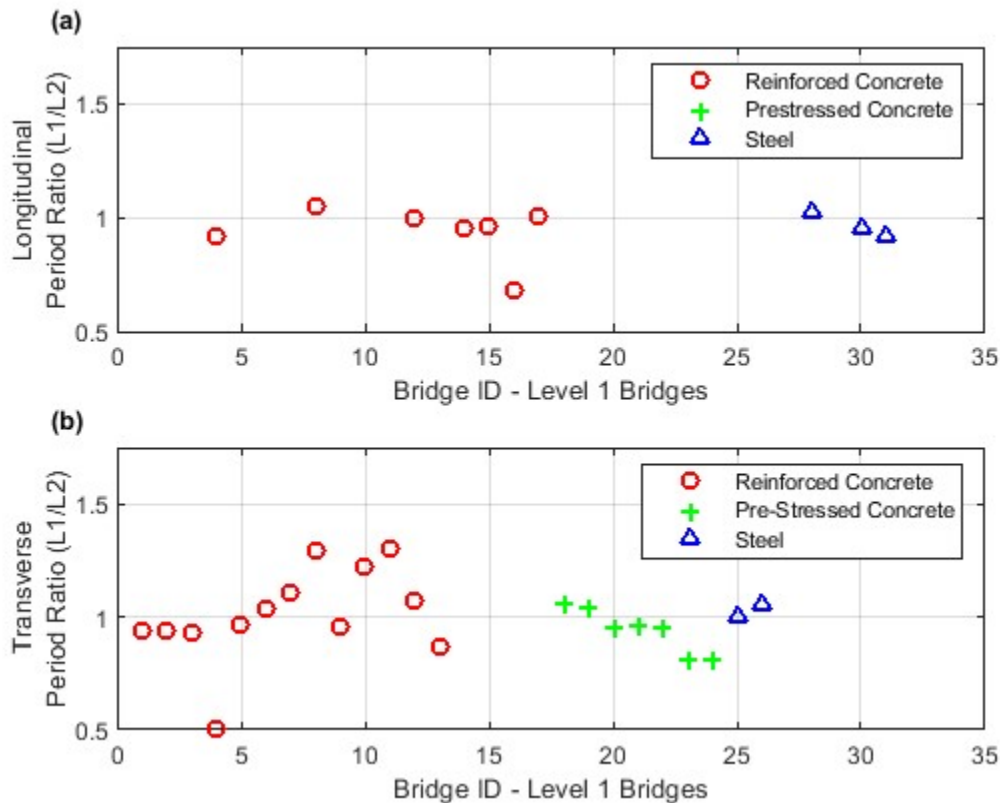 (a)
Longitudinal
Period Ratio (L1/L2)
1.5
1
0.5
Reinforced Concrete
Prestressed Concrete
Steel
0 5 10 15 20 25 30 35
Bridge ID - Level 1 Bridges
(b)
Transverse
Period Ratio (L1/L2)
1.5
1
0.5
Reinforced Concrete
Pre-Stressed Concrete
Steel
0 5 10 15 20 25 30 35
Bridge ID - Level 1 Bridges